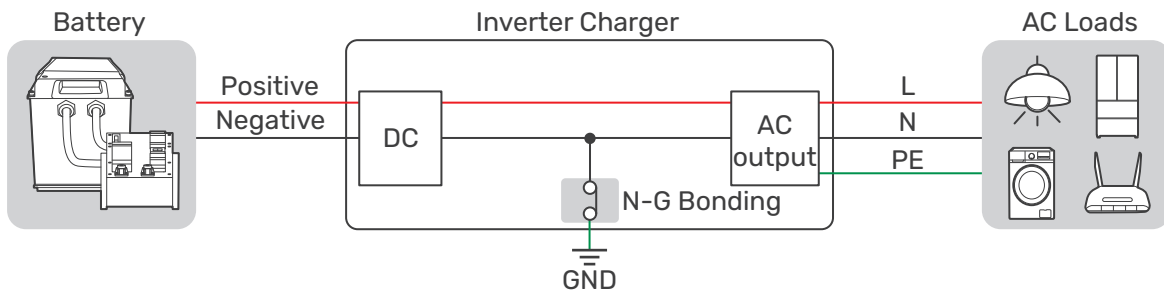 Battery
Inverter Charger
AC Loads
Positive
Negative
DC
AC
output
L
N
PE
N-G Bonding
GND